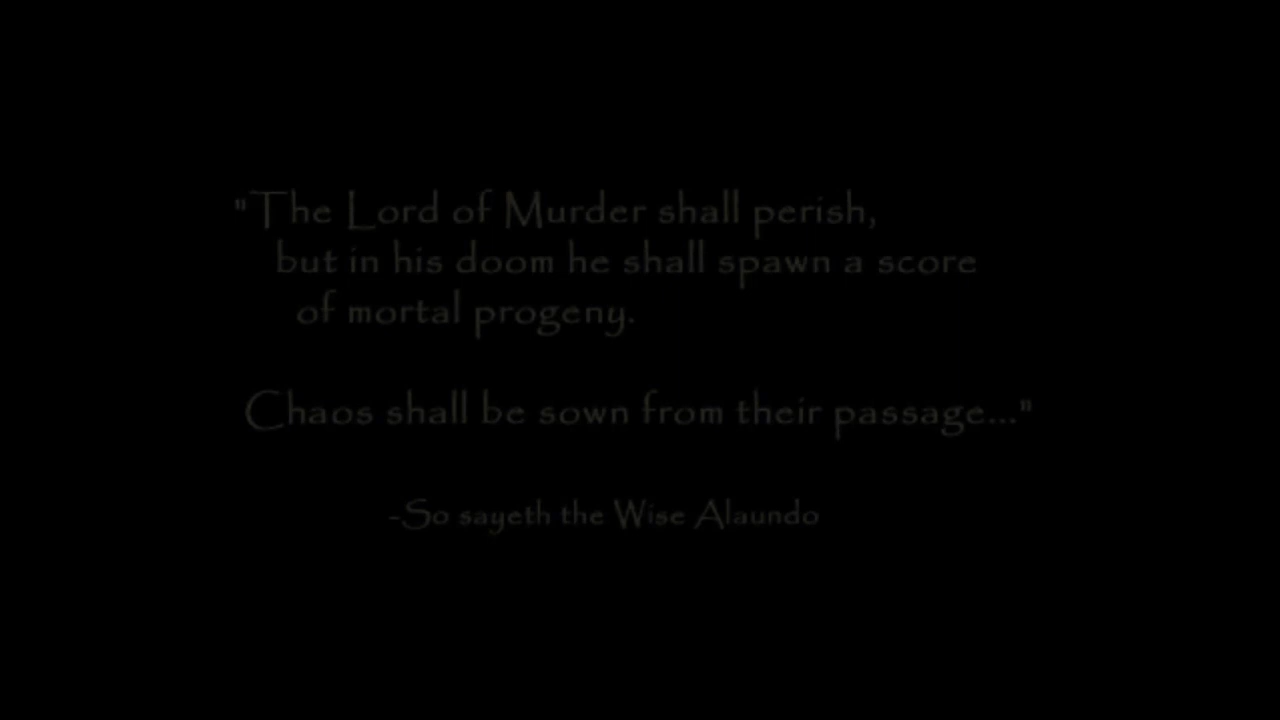 "The Lord of Murder shall perish,
but in his doom he shall spawn a score
of mortal progeny.
Chaos shall be sown from their passage..."
-So sayeth the Wise Alaundo